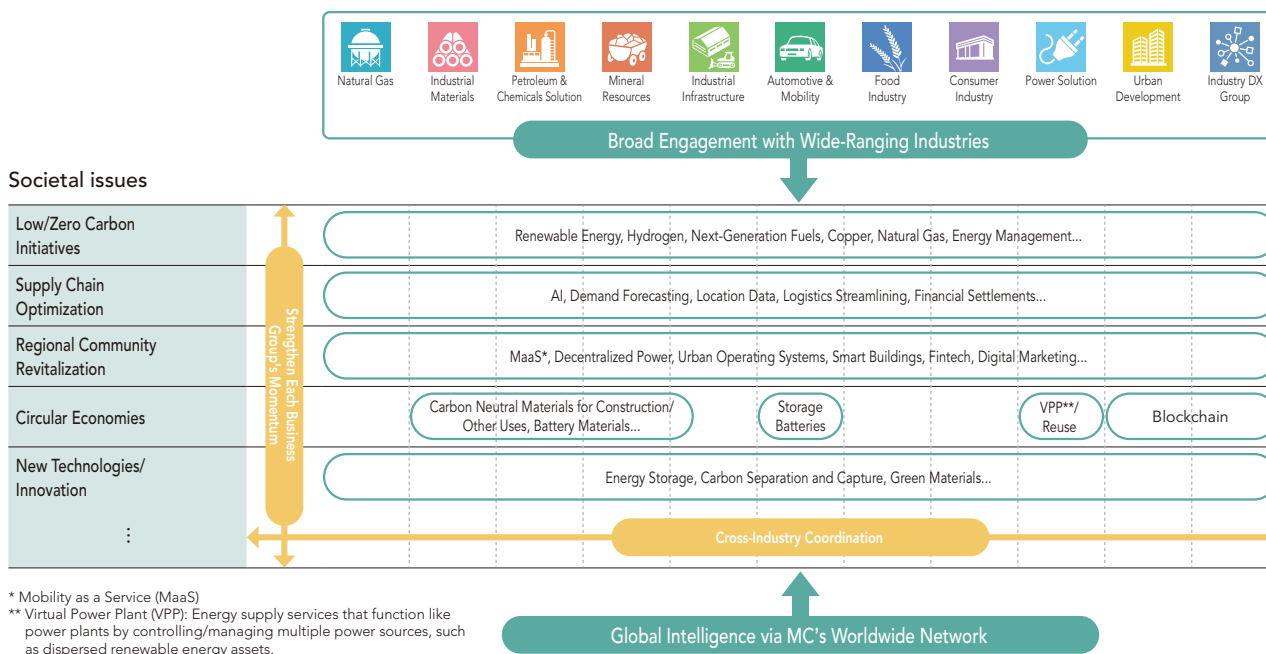 Natural Gas
Industrial
Materials
Petroleum &
Chemicals Solution
Mineral
Resources
Industrial
Infrastructure
Automotive &
Mobility
Food
Industry
Consumer
Industry
Power Solution
Urban
Development
Industry DX
Group
Broad Engagement with Wide-Ranging Industries
Societal issues
Low/Zero Carbon
Initiatives
Renewable Energy, Hydrogen, Next-Generation Fuels, Copper, Natural Gas, Energy Management...
Supply Chain
Optimization
AI, Demand Forecasting, Location Data, Logistics Streamlining, Financial Settlements...
Strengthen Each Business
Group's Momentum
Regional Community
Revitalization
MaaS*, Decentralized Power, Urban Operating Systems, Smart Buildings, Fintech, Digital Marketing...
Circular Economies
Carbon Neutral Materials for Construction/
Other Uses, Battery Materials...
Storage
Batteries
VPP**/
Reuse
Blockchain
New Technologies/
Innovation
Energy Storage, Carbon Separation and Capture, Green Materials...
⋮
Cross-Industry Coordination
* Mobility as a Service (MaaS)
** Virtual Power Plant (VPP): Energy supply services that function like
power plants by controlling/managing multiple power sources, such
as dispersed renewable energy assets.
Global Intelligence via MC's Worldwide Network